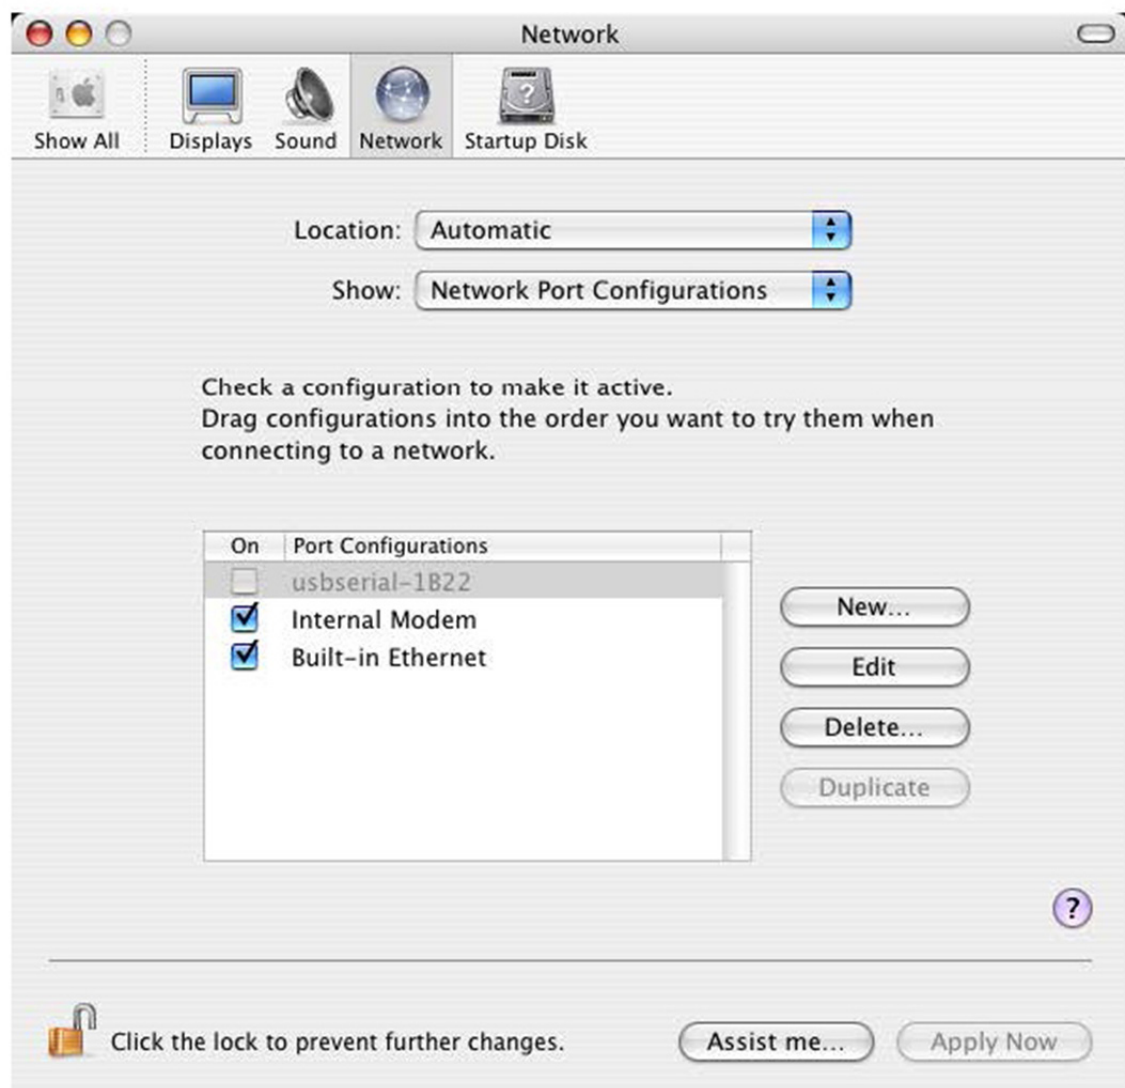 Network
Show All Displays Sound Network Startup Disk
Location: Automatic
Show: Network Port Configurations
Check a configuration to make it active.
Drag configurations into the order you want to try them when
connecting to a network.
On Port Configurations
usbserial-1B22
Internal Modem
Built-in Ethernet
New...
Edit
Delete...
Duplicate
?
Click the lock to prevent further changes.
Assist me... Apply Now